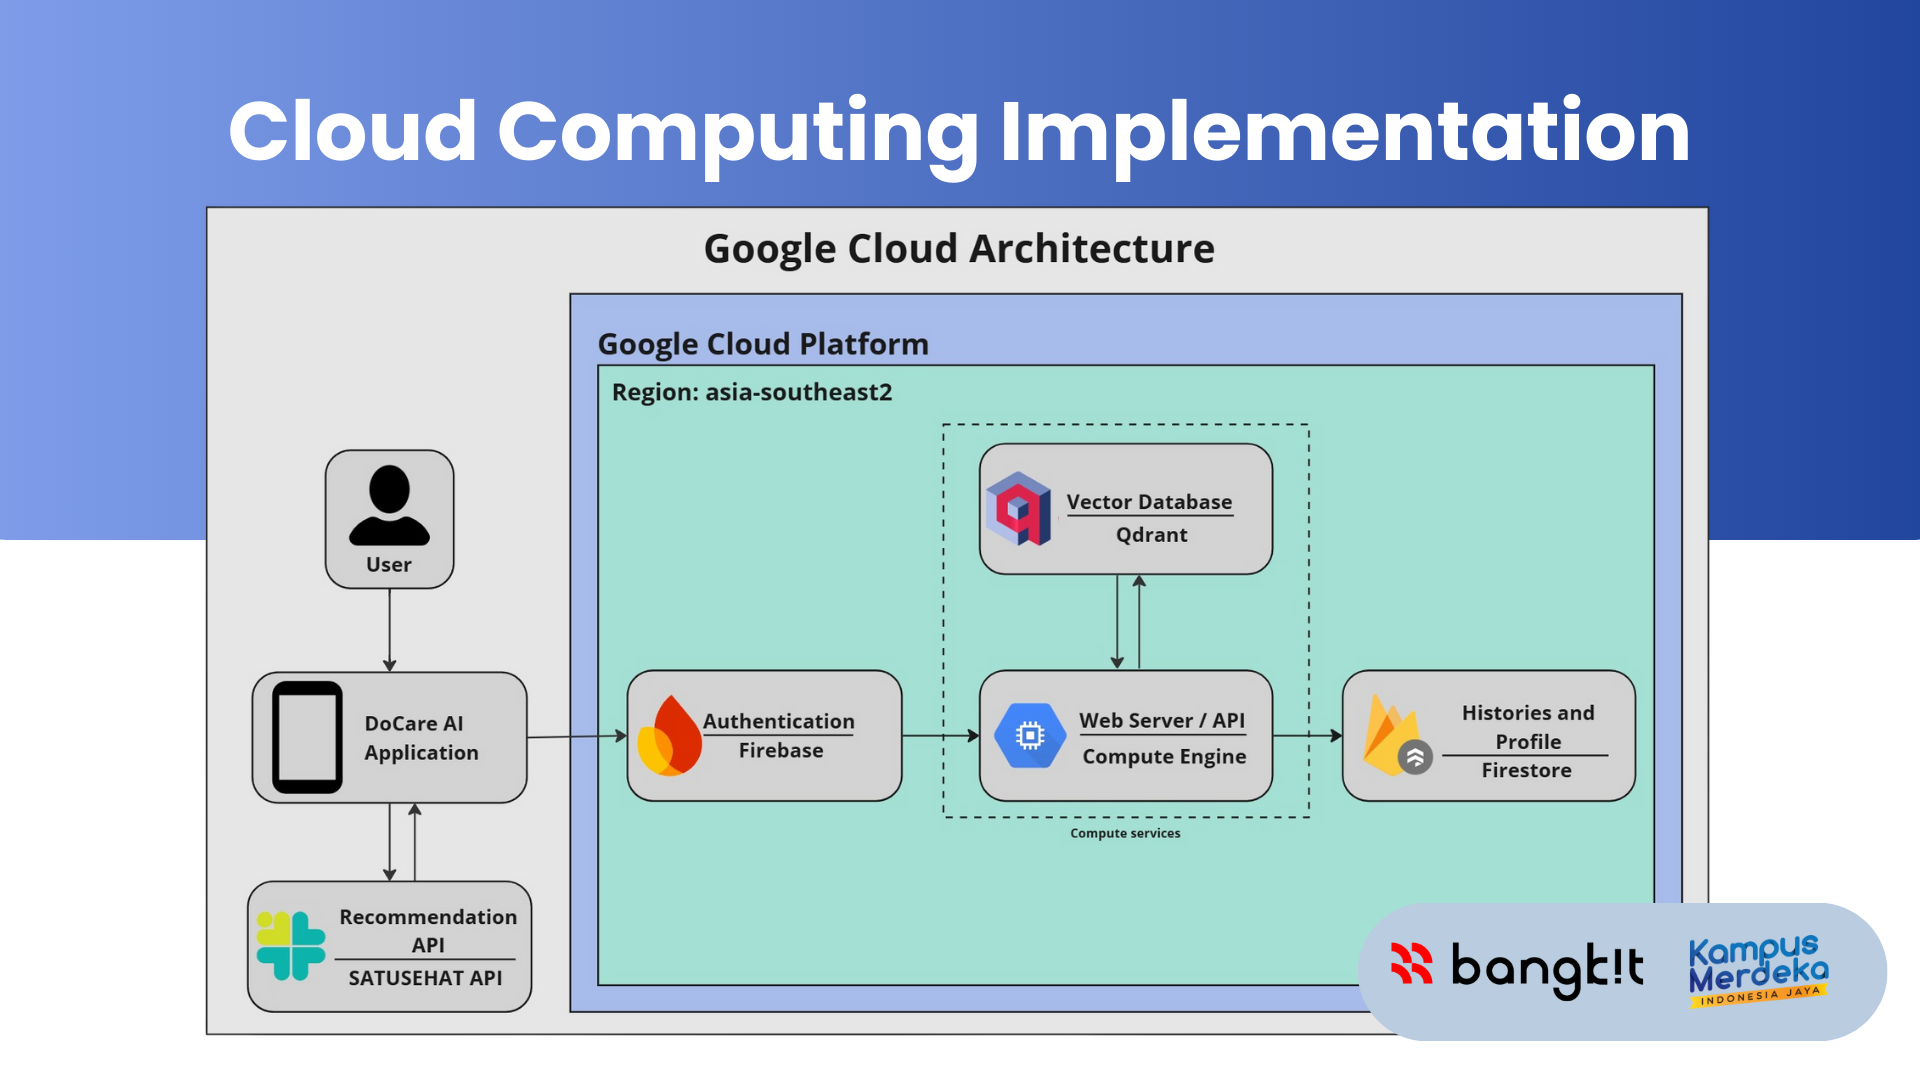 Cloud Computing Implementation
Google Cloud Architecture
Google Cloud Platform
Region: asia-southeast2
User
DoCare AI
Application
Recommendation
API
SATUSEHAT API
Authentication
Firebase
Vector Database
Qdrant
Web Server / API
Compute Engine
Compute services
Histories and
Profile
Firestore
bangk!t
Kampus
Merdeka
INDONESIA JAYA